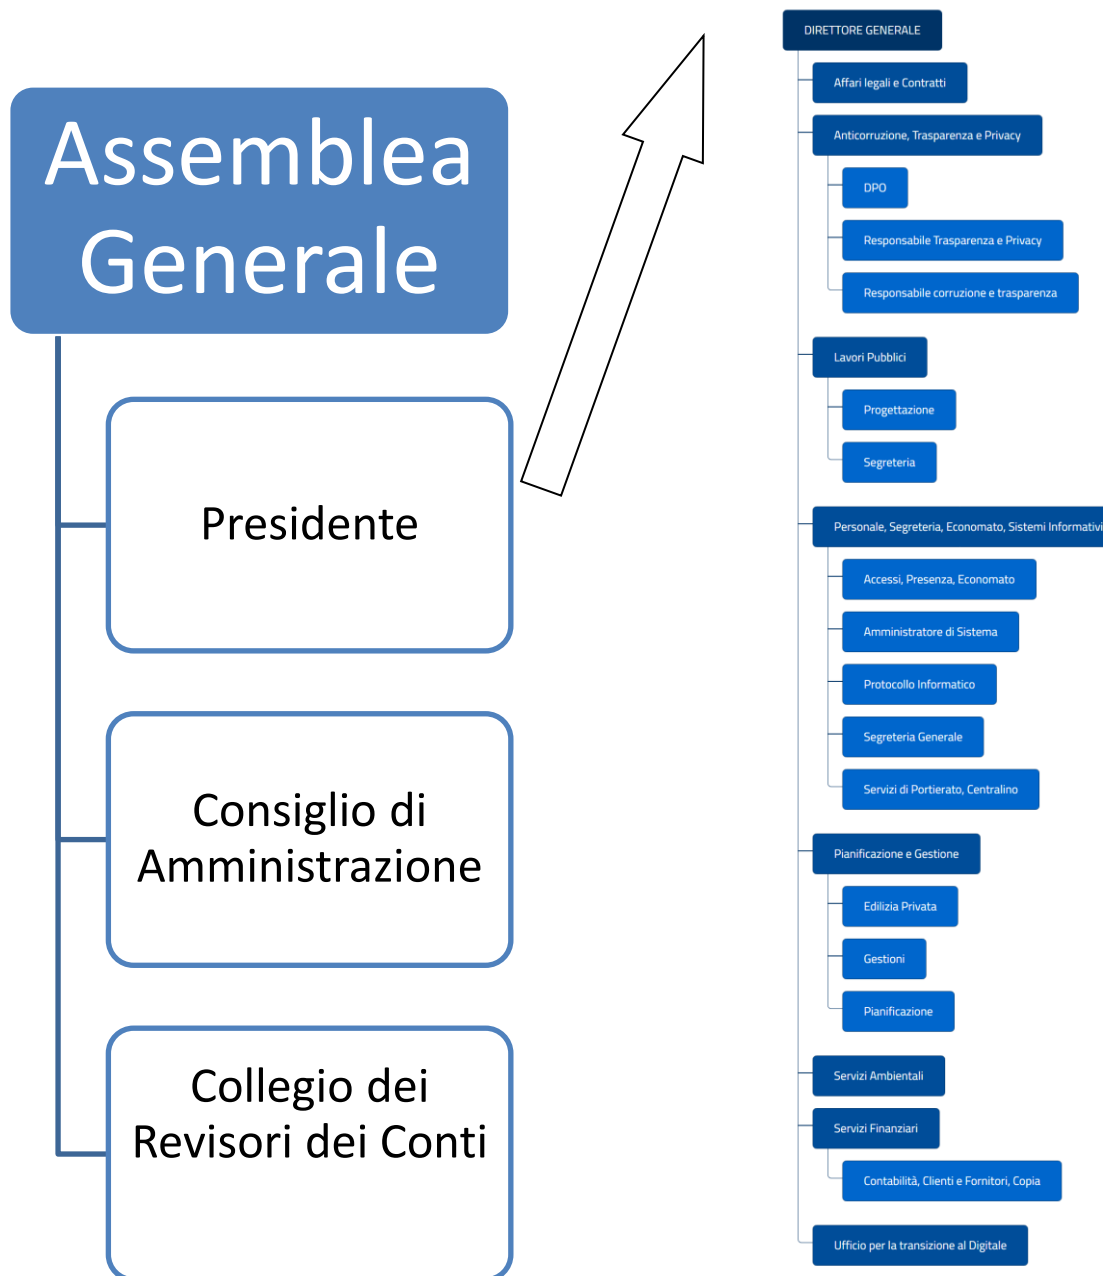 Assemblea
Generale
Presidente
Consiglio di
Amministrazione
Collegio dei
Revisori dei Conti
DIRETTORE GENERALE
Affari legali e Contratti
Anticorruzione, Trasparenza e Privacy
DPO
Responsabile Trasparenza e Privacy
Responsabile corruzione e trasparenza
Lavori Pubblici
Progettazione
Segreteria
Personale, Segreteria, Economato, Sistemi Informativi
Accessi, Presenza, Economato
Amministratore di Sistema
Protocollo Informatico
Segreteria Generale
Servizi di Portierato, Centralino
Pianificazione e Gestione
Edilizia Privata
Gestioni
Pianificazione
Servizi Ambientali
Servizi Finanziari
Contabilità, Clienti e Fornitori, Copia
Ufficio per la transizione al Digitale